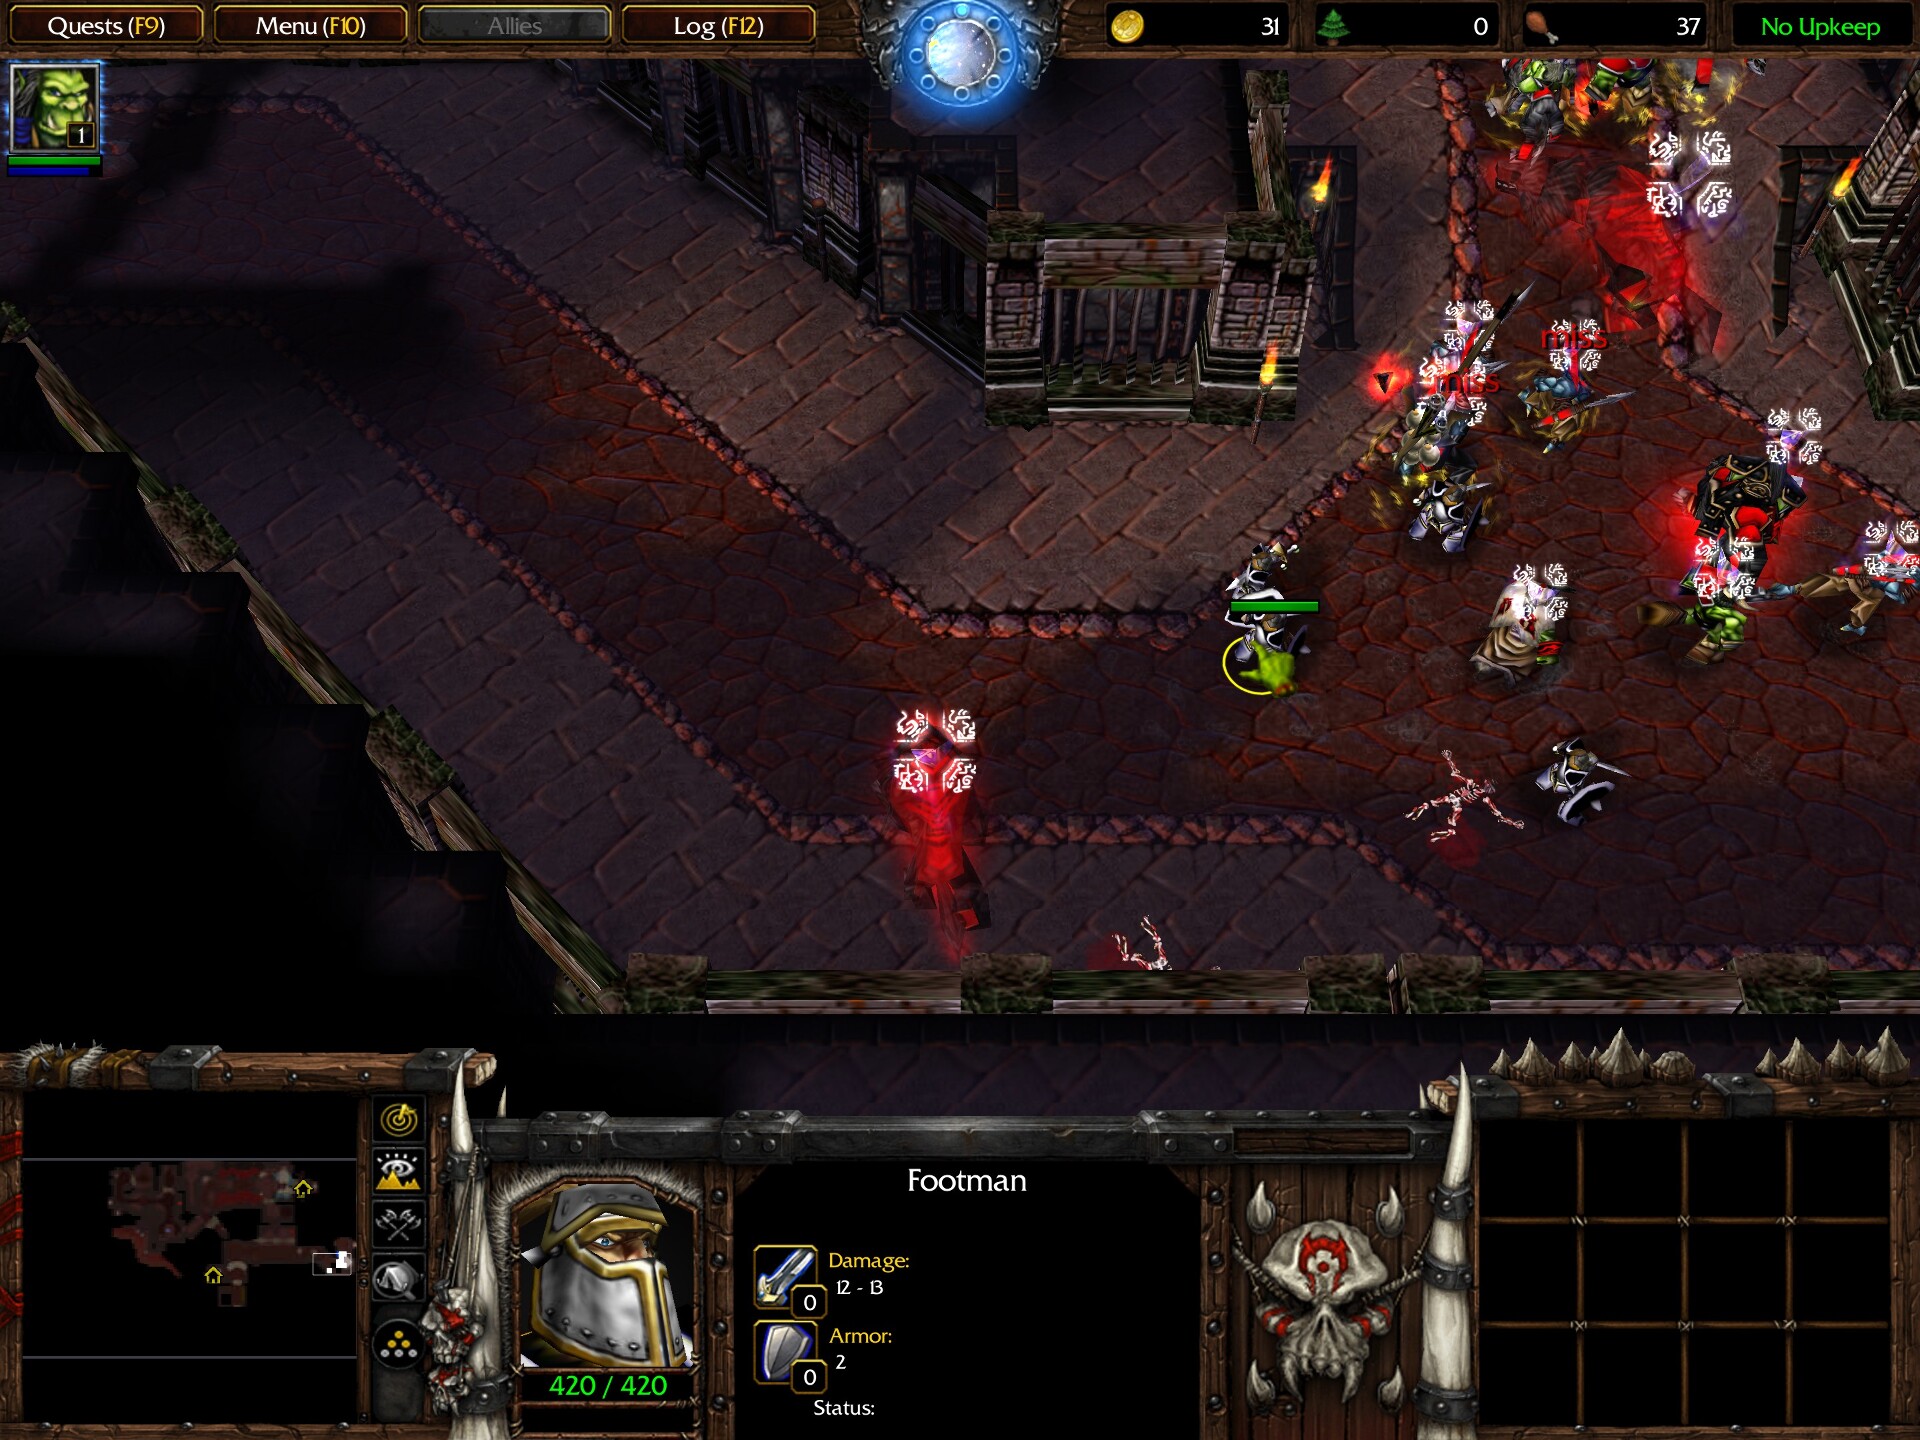 Quests (F9)
Menu (F10)
Allies
Log (F12)
31
0
37
No Upkeep
1
miss
miss
Footman
Damage:
12 - 13
0
Armor:
2
0
420 / 420
Status: